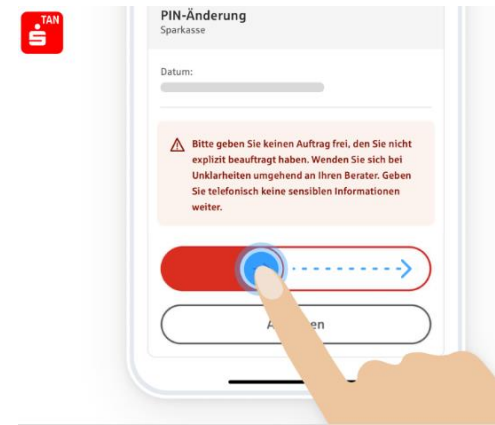 TAN
PIN-Änderung
Sparkasse
Datum:
Bitte geben Sie keinen Auftrag frei, den Sie nicht
explizit beauftragt haben. Wenden Sie sich bei
Unklarheiten umgehend an Ihren Berater. Geben
Sie telefonisch keine sensiblen Informationen
weiter.